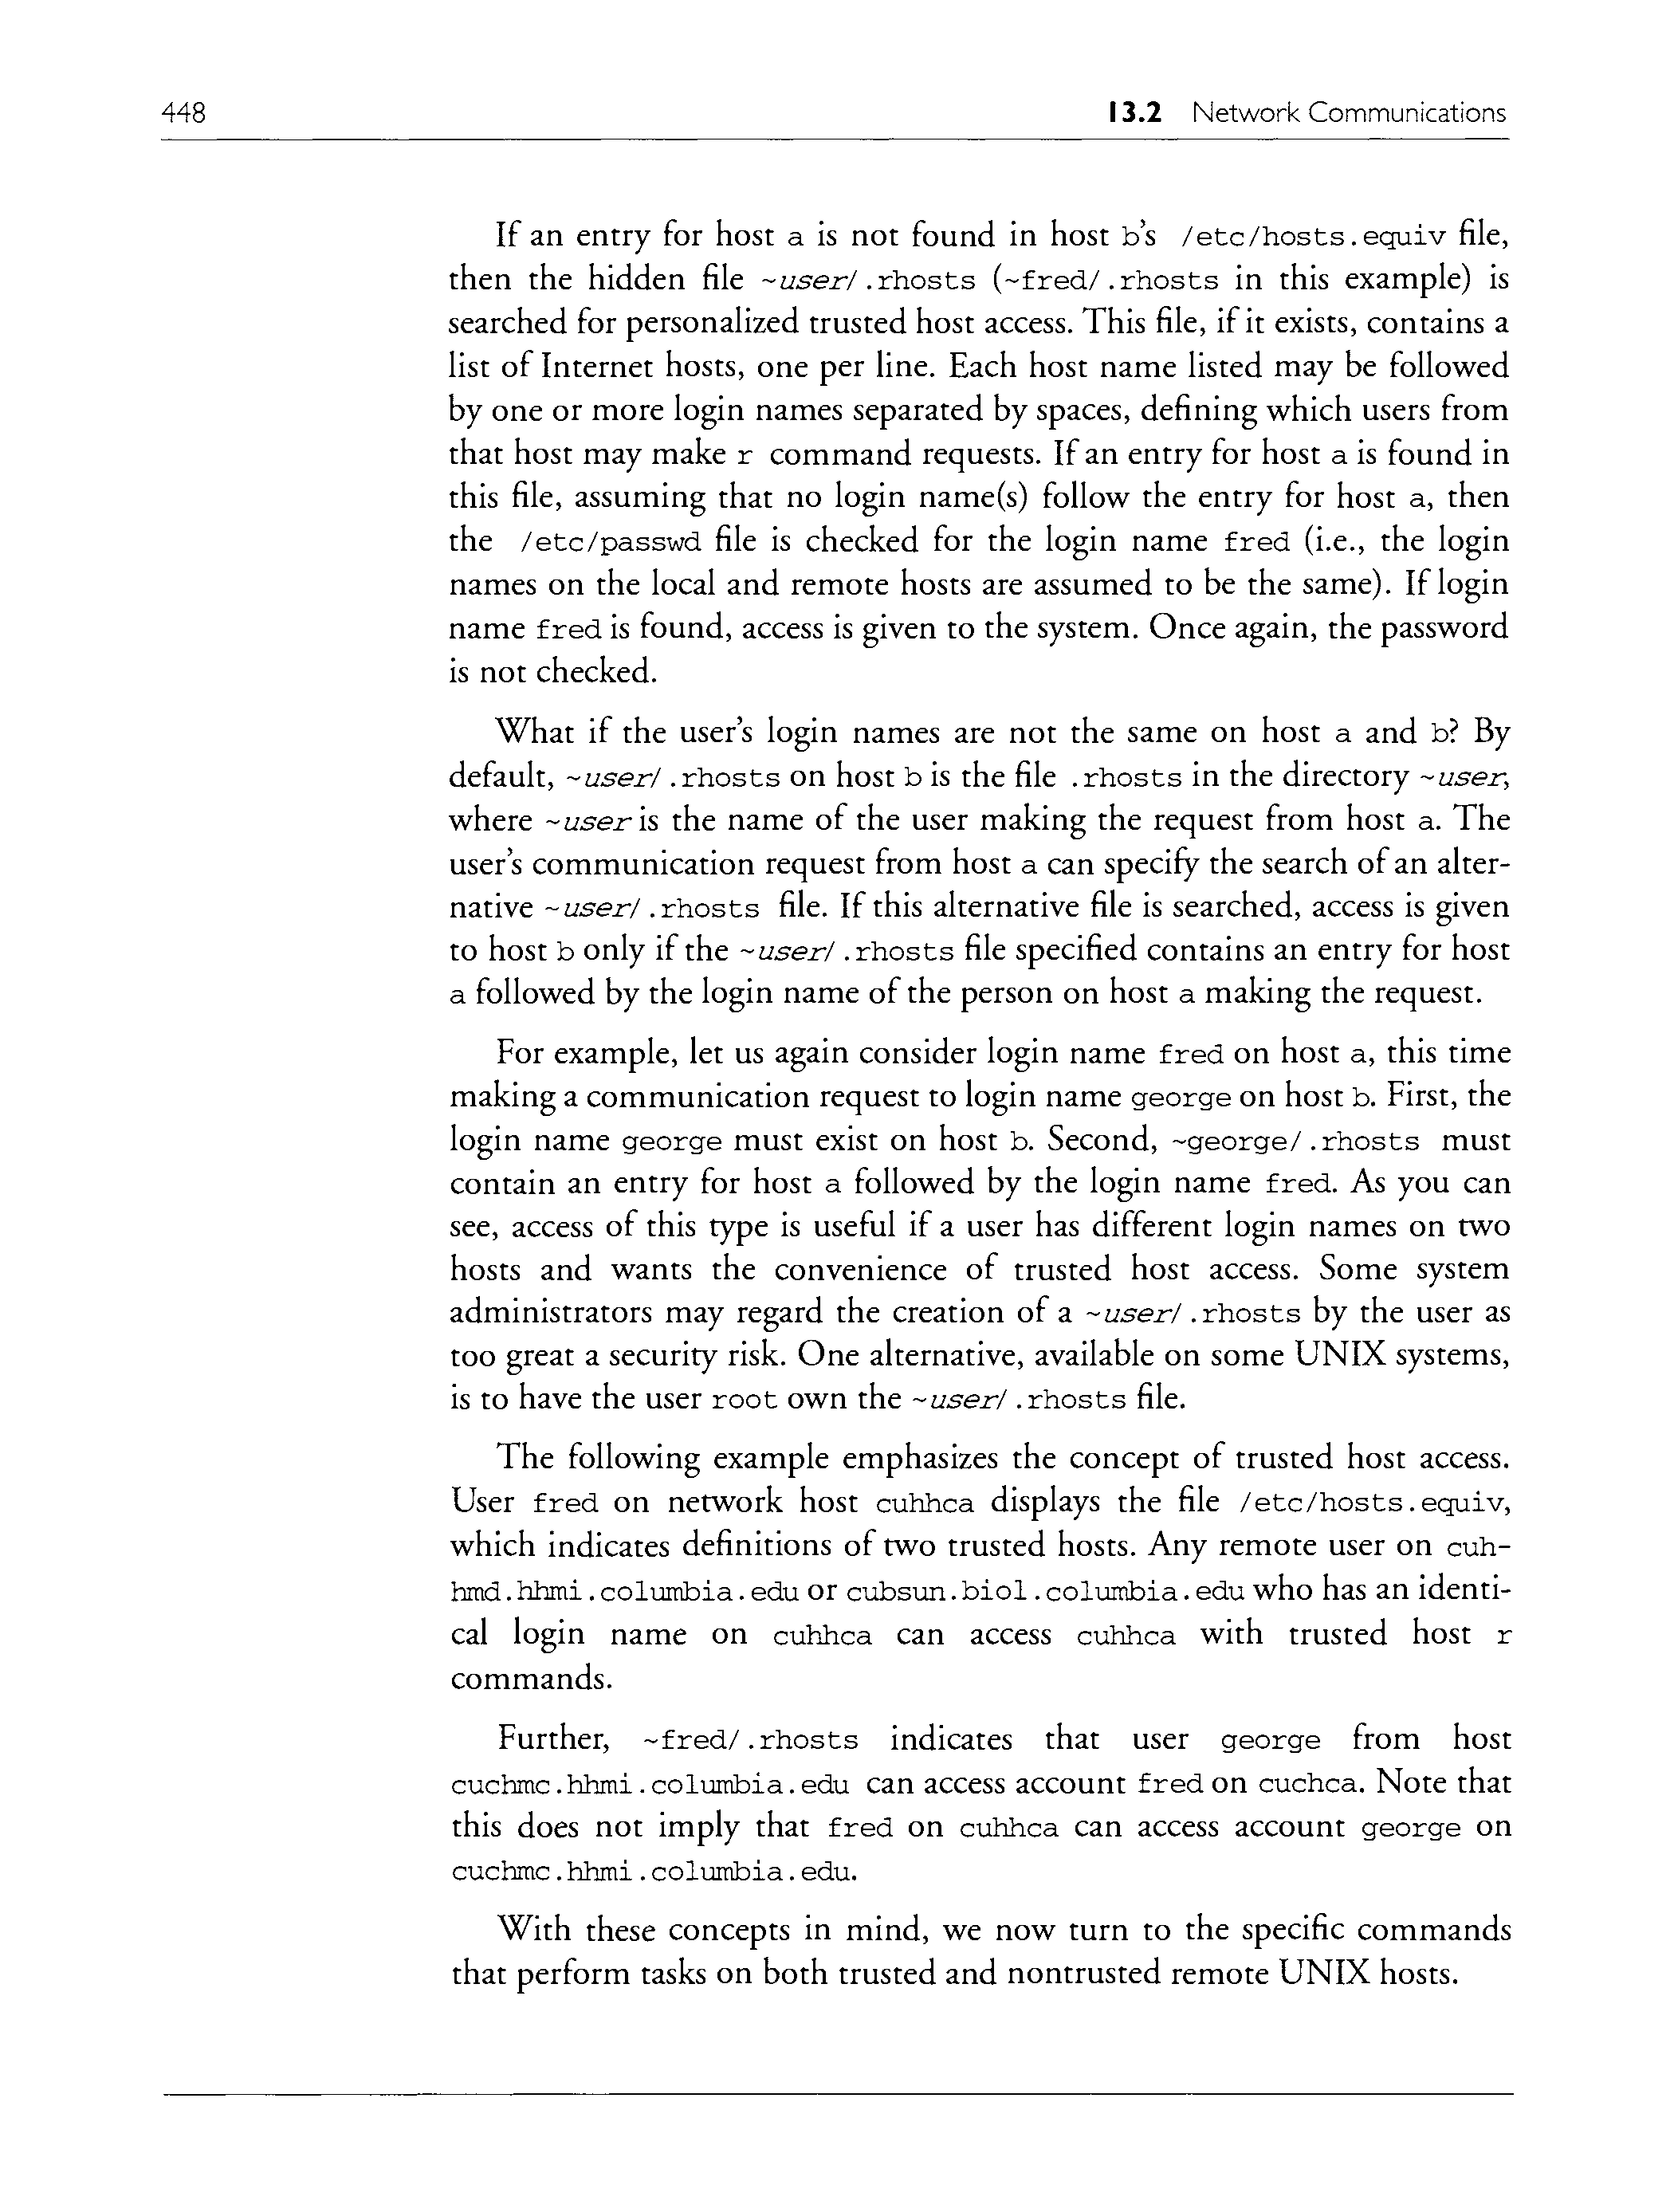 448
13.2 Network Communications
If an entry for host a is not found in host b’s /etc/hosts.equiv file,
then the hidden file ~user/.rhosts (~fred/.rhosts in this example) is
searched for personalized trusted host access. This file, if it exists, contains a
list of Internet hosts, one per line. Each host name listed may be followed
by one or more login names separated by spaces, defining which users from
that host may make r command requests. If an entry for host a is found in
this file, assuming that no login name(s) follow the entry for host a, then
the /etc/passwd file is checked for the login name fred (i.e., the login
names on the local and remote hosts are assumed to be the same). If login
name fred is found, access is given to the system. Once again, the password
is not checked.
What if the user’s login names are not the same on host a and b? By
default, ~user/.rhosts on host b is the file .rhosts in the directory ~user,
where ~user is the name of the user making the request from host a. The
user’s communication request from host a can specify the search of an alter-
native ~user/.rhosts file. If this alternative file is searched, access is given
to host b only if the ~user/.rhosts file specified contains an entry for host
a followed by the login name of the person on host a making the request.
For example, let us again consider login name fred on host a, this time
making a communication request to login name george on host b. First, the
login name george must exist on host b. Second, ~george/.rhosts must
contain an entry for host a followed by the login name fred. As you can
see, access of this type is useful if a user has different login names on two
hosts and wants the convenience of trusted host access. Some system
administrators may regard the creation of a ~user/.rhosts by the user as
too great a security risk. One alternative, available on some UNIX systems,
is to have the user root own the ~user/.rhosts file.
The following example emphasizes the concept of trusted host access.
User fred on network host cuhhca displays the file /etc/hosts.equiv,
which indicates definitions of two trusted hosts. Any remote user on cuh-
hmd.hhmi.columbia.edu or cubsun.biol.columbia.edu who has an identi-
cal login name on cuhhca can access cuhhca with trusted host r
commands.
Further, ~fred/.rhosts indicates that user george from host
cuchmc.hhmi.columbia.edu can access account fred on cuchca. Note that
this does not imply that fred on cuhhca can access account george on
cuchmc.hhmi.columbia.edu.
With these concepts in mind, we now turn to the specific commands
that perform tasks on both trusted and nontrusted remote UNIX hosts.